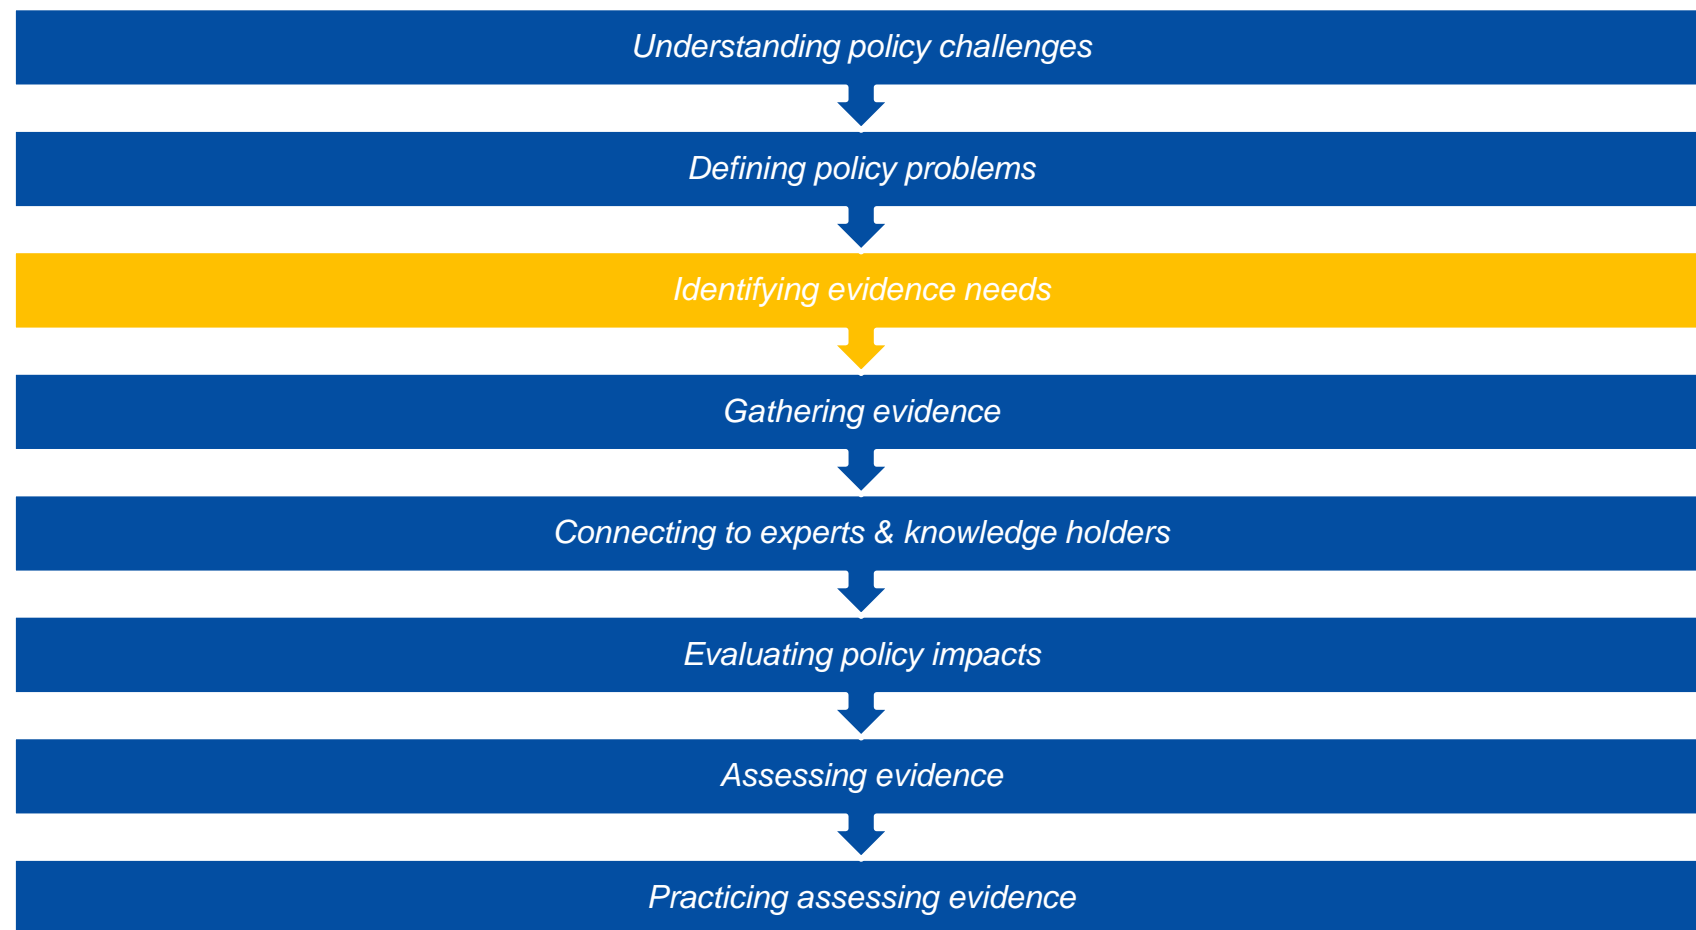 Understanding policy challenges
Defining policy problems
Identifying evidence needs
Gathering evidence
Connecting to experts & knowledge holders
Evaluating policy impacts
Assessing evidence
Practicing assessing evidence